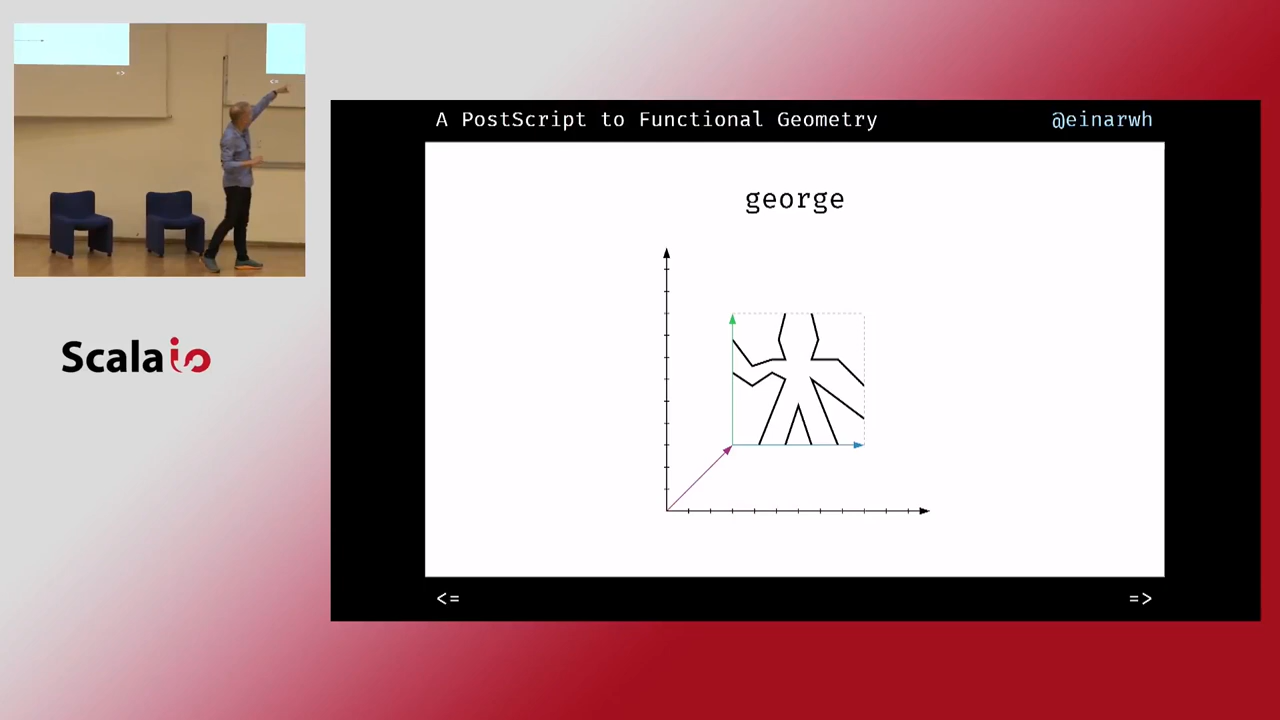 A PostScript to Functional Geometry
@einarwh
george
<=
=>
Scala io